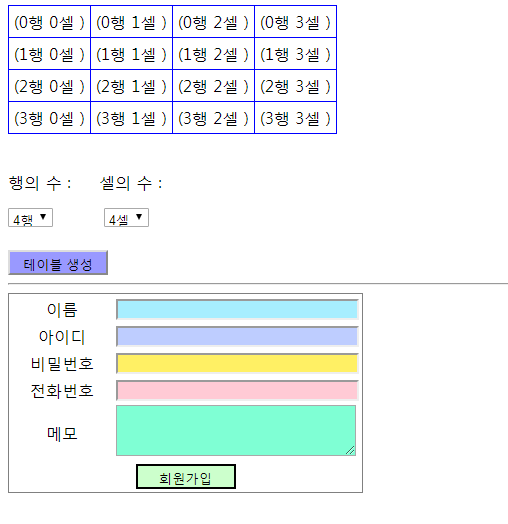 (0행 0셀 ) (0행 1셀 ) (0행 2셀 ) (0행 3셀 )
(1행 0셀 ) (1행 1셀 ) (1행 2셀 ) (1행 3셀 )
(2행 0셀 ) (2행 1셀 ) (2행 2셀 ) (2행 3셀 )
(3행 0셀 ) (3행 1셀 ) (3행 2셀 ) (3행 3셀 )
행의 수 : 셀의 수 :
4행 4셀
테이블 생성
이름
아이디
비밀번호
전화번호
메모
회원가입